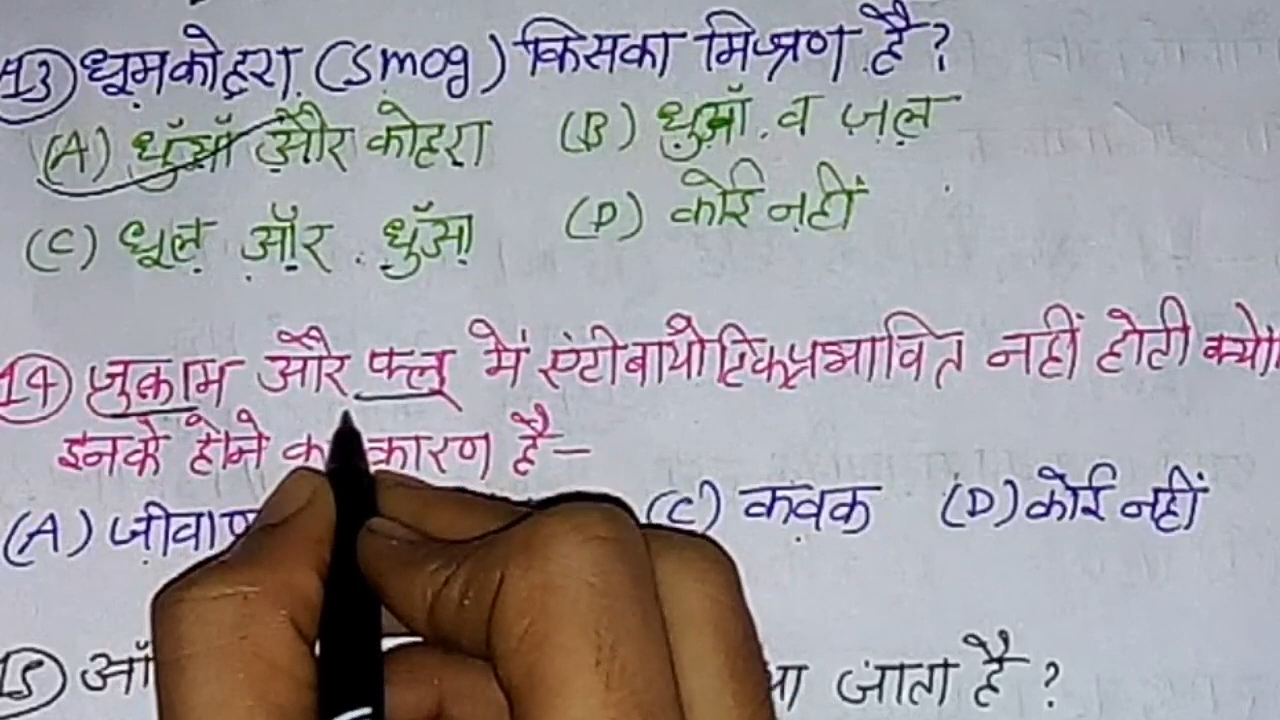 13) धूमकोहरा (smog) किसका मिश्रण है?
(A) धुँआ और कोहरा (B) धुआँ व जल
(C) धूल और धुँआ (D) कोई नहीं
14) जुकाम और फ्लू में एंटीबायोटिक प्रभावित नहीं होती क्यो
इनके होने का कारण है–
(A) जीवाण (C) कवक (D) कोई नहीं
15) जाता है ?